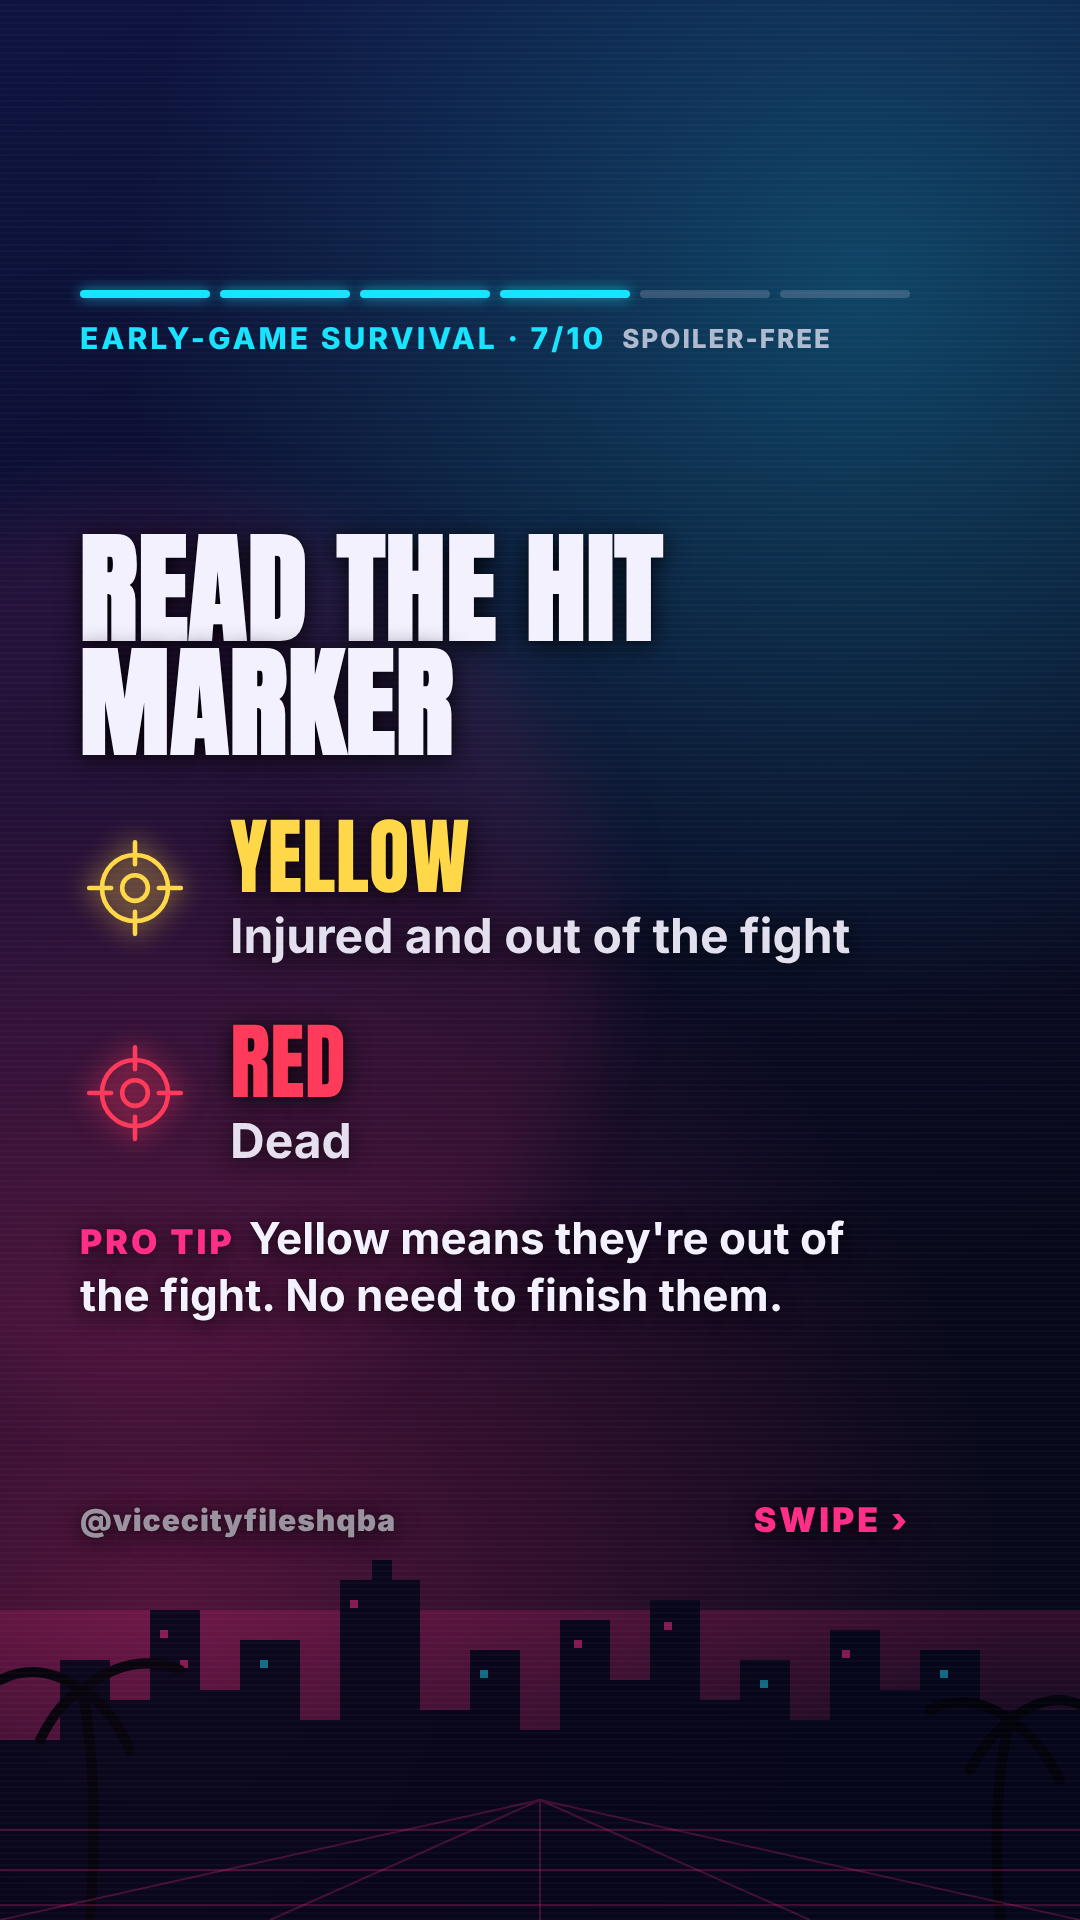 EARLY-GAME SURVIVAL · 7/10 SPOILER-FREE
READ THE HIT
MARKER
YELLOW
Injured and out of the fight
RED
Dead
PRO TIP Yellow means they're out of
the fight. No need to finish them.
@vicecityfileshqba
SWIPE ›